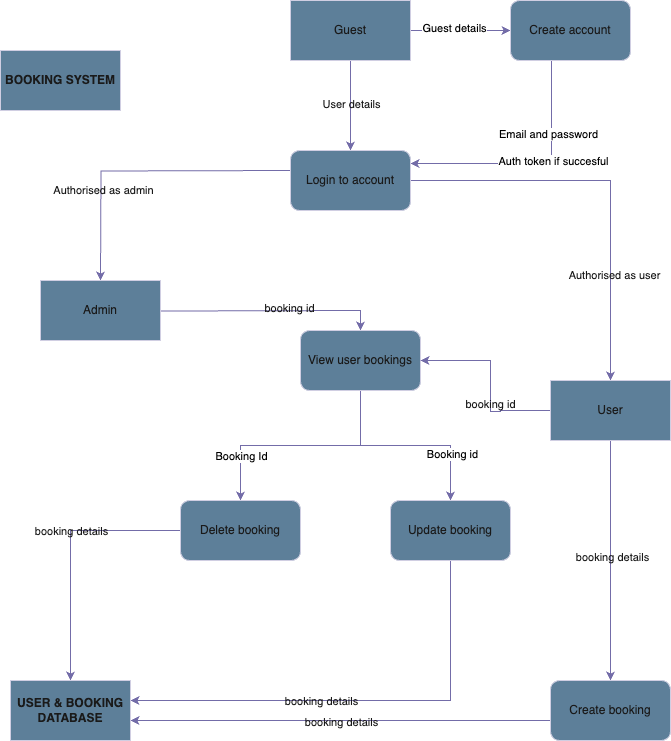 Guest
Guest details
Create account
BOOKING SYSTEM
User details
Email and password
Auth token if succesful
Login to account
Authorised as admin
Authorised as user
Admin
booking id
View user bookings
booking id
User
Booking Id
Booking id
Delete booking
Update booking
booking details
booking details
USER & BOOKING
DATABASE
booking details
booking details
Create booking